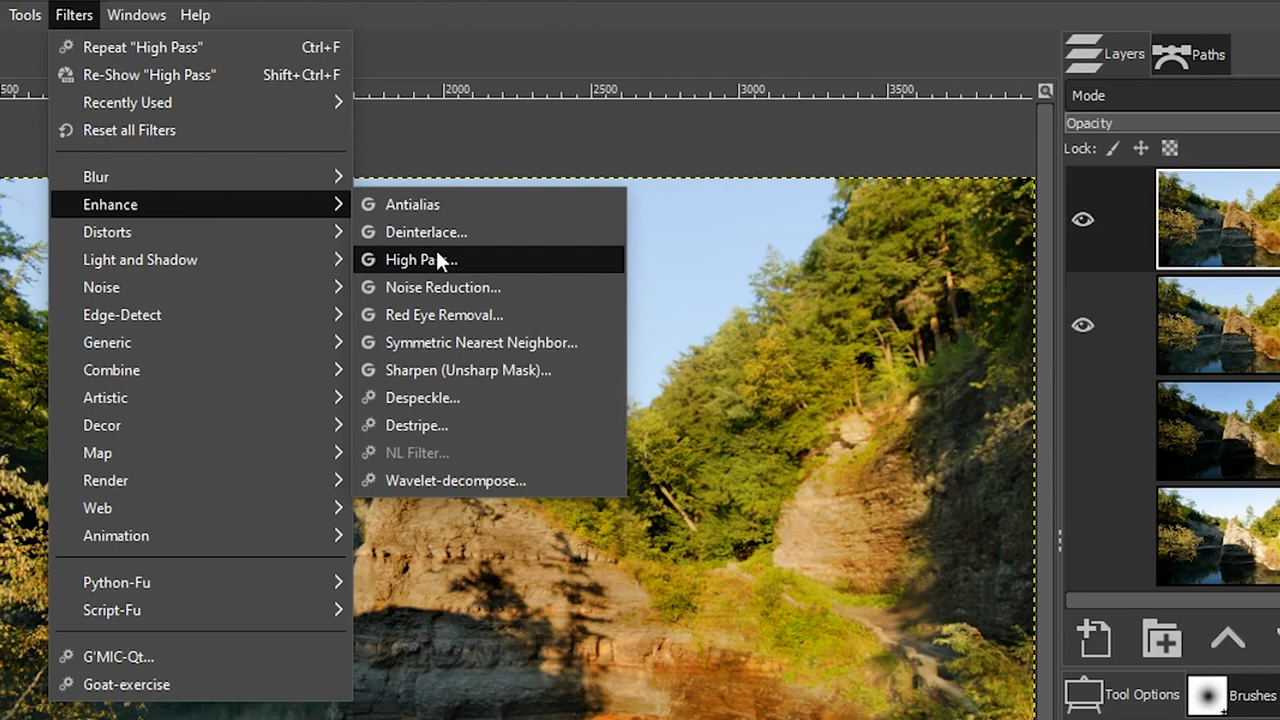 Tools Filters Windows Help
Repeat "High Pass" Ctrl+F
Re-Show "High Pass" Shift+Ctrl+F
Recently Used
Reset all Filters
Blur
Enhance
Distorts
Light and Shadow
Noise
Edge-Detect
Generic
Combine
Artistic
Decor
Map
Render
Web
Animation
Python-Fu
Script-Fu
G'MIC-Qt...
Goat-exercise
Antialias
Deinterlace...
High Pass...
Noise Reduction...
Red Eye Removal...
Symmetric Nearest Neighbor...
Sharpen (Unsharp Mask)...
Despeckle...
Destripe...
NL Filter...
Wavelet-decompose...
500 2000 2500 3000 3500
Layers Paths
Mode
Opacity
Lock:
Tool Options Brushes